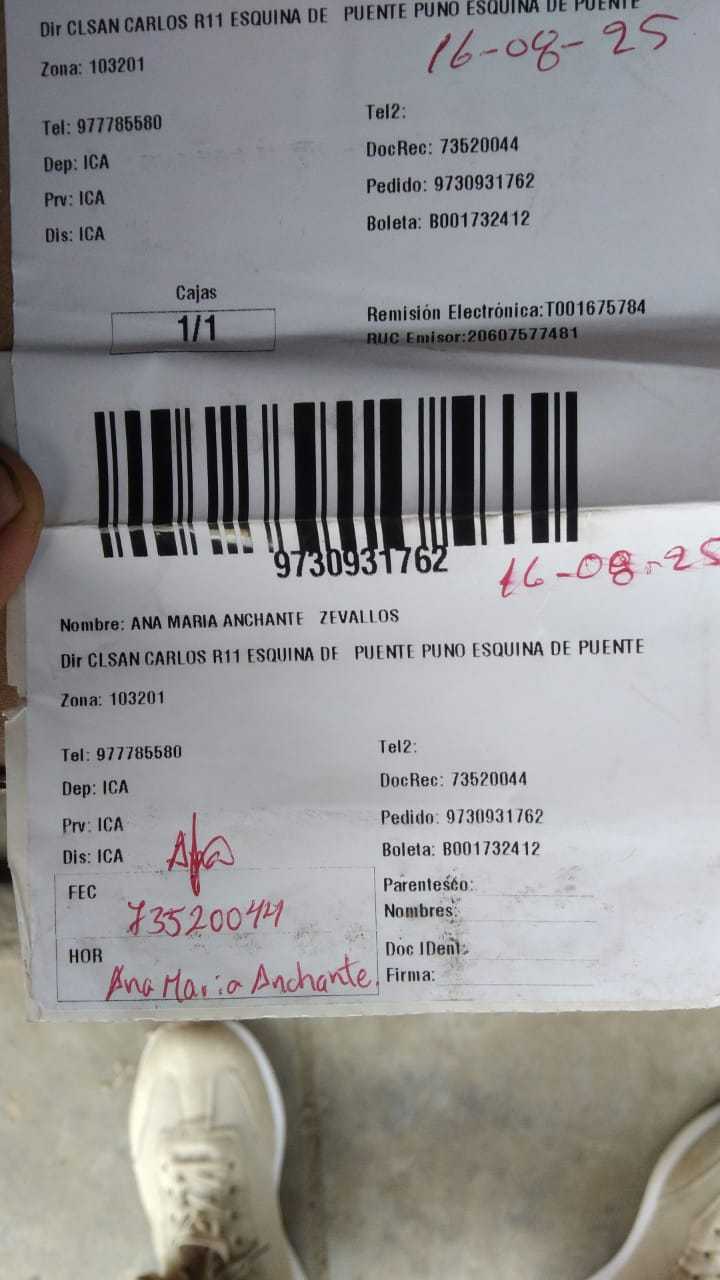 Dir CLSAN CARLOS R11 ESQUINA DE PUENTE PUNO ESQUINA DE PUENTE
16-08-25
Zona: 103201
Tel: 977785580
Tel2:
Dep: ICA
DocRec: 73520044
Prv: ICA
Pedido: 9730931762
Dis: ICA
Boleta: B001732412
Cajas
1/1
Remisión Electrónica:T001675784
RUC Emisor:20607577481
9730931762
16-08-25
Nombre: ANA MARIA ANCHANTE ZEVALLOS
Dir CLSAN CARLOS R11 ESQUINA DE PUENTE PUNO ESQUINA DE PUENTE
Zona: 103201
Tel: 977785580
Tel2:
Dep: ICA
DocRec: 73520044
Prv: ICA
Pedido: 9730931762
Dis: ICA
Boleta: B001732412
FEC
73520044
Parentesco:
Nombres:
HOR
Ana Maria Anchante.
Doc IDent:
Firma: